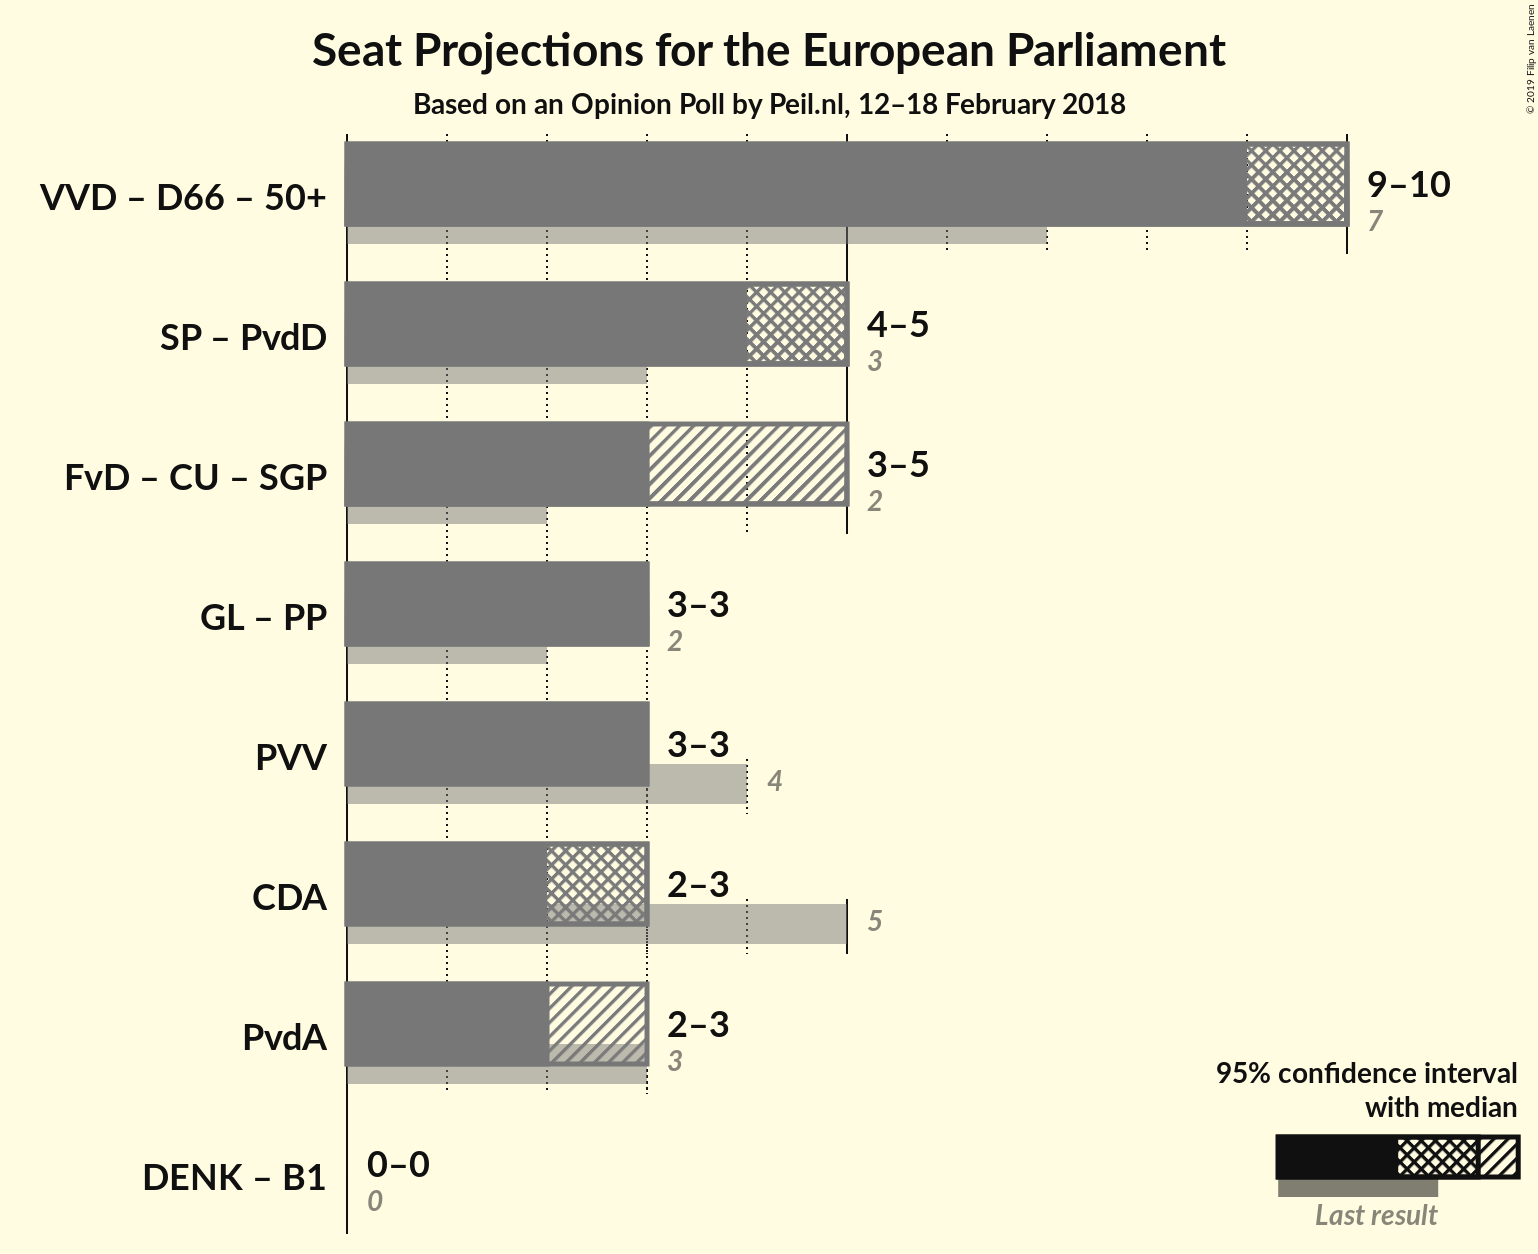 Seat Projections for the European Parliament
Based on an Opinion Poll by Peil.nl, 12–18 February 2018
© 2019 Filip van Laenen
VVD – D66 – 50+
9–10
7
SP – PvdD
4–5
3
FvD – CU – SGP
3–5
2
GL – PP
3–3
2
PVV
3–3
4
CDA
2–3
5
PvdA
2–3
3
DENK – B1
0–0
0
95% confidence interval
with median
Last result